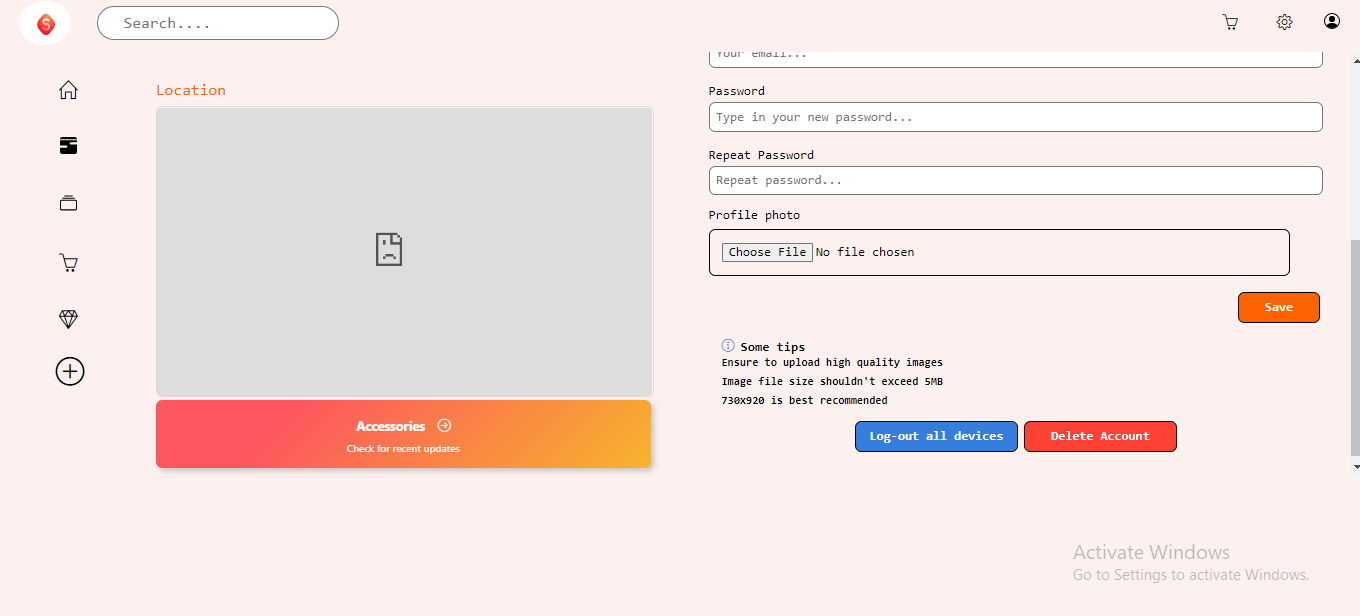 S
Search....
Location
Accessories
Check for recent updates
Your email...
Password
Type in your new password...
Repeat Password
Repeat password...
Profile photo
Choose File No file chosen
Save
Some tips
Ensure to upload high quality images
Image file size shouldn't exceed 5MB
730x920 is best recommended
Log-out all devices
Delete Account
Activate Windows
Go to Settings to activate Windows.